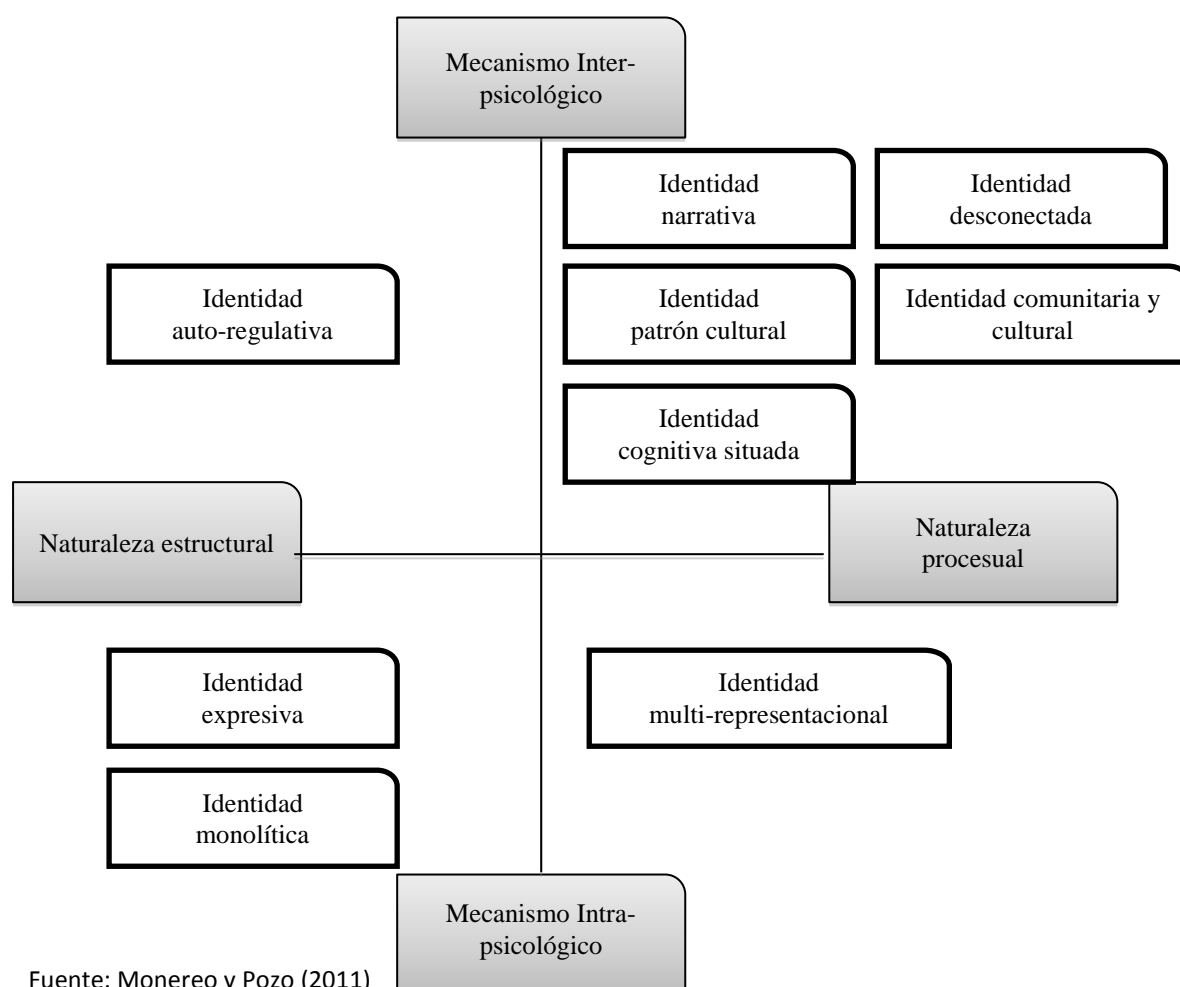 Mecanismo Inter-
psicológico
Identidad
narrativa
Identidad
desconectada
Identidad
auto-regulativa
Identidad
patrón cultural
Identidad comunitaria y
cultural
Identidad
cognitiva situada
Naturaleza estructural
Naturaleza
procesual
Identidad
expresiva
Identidad
multi-representacional
Identidad
monolítica
Mecanismo Intra-
psicológico
Fuente: Monereo y Pozo (2011)